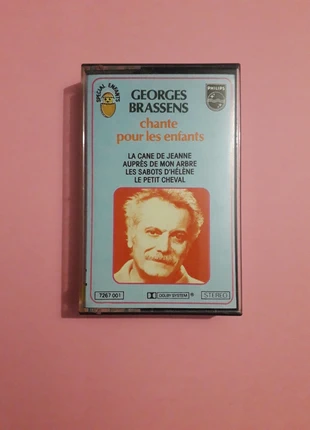 SPECIAL ENFANTS
GEORGES
BRASSENS
PHILIPS
chante
pour les enfants
LA CANE DE JEANNE
AUPRÈS DE MON ARBRE
LES SABOTS D'HÉLÈNE
LE PETIT CHEVAL
7267 001
DOLBY SYSTEM
STEREO